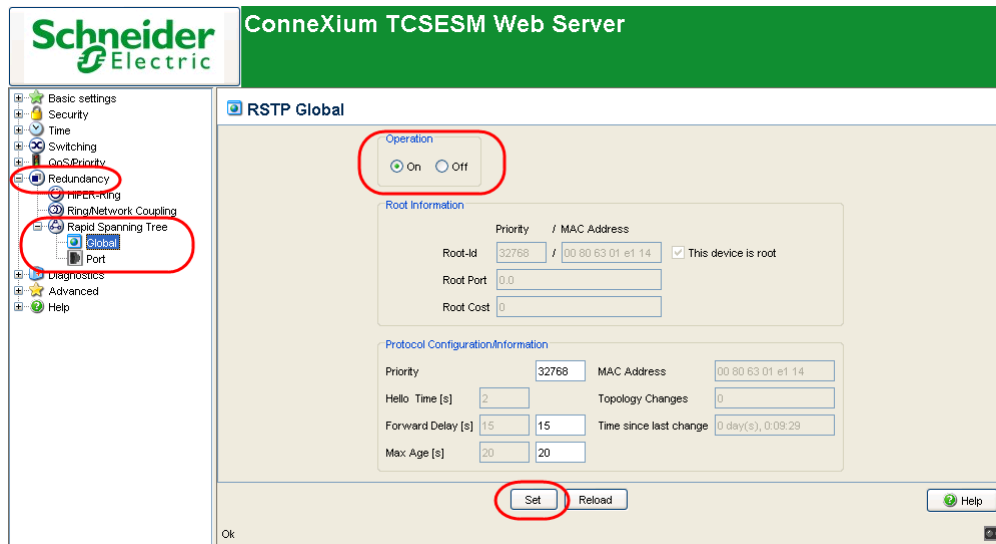 Schneider
Electric
ConneXium TCSESM Web Server
Basic settings
Security
Time
Switching
QoS/Priority
Redundancy
HIPER-Ring
Ring/Network Coupling
Rapid Spanning Tree
Global
Port
Diagnostics
Advanced
Help
RSTP Global
Operation
On Off
Root Information
Priority / MAC Address
Root-Id 32768 / 00 80 63 01 e1 14 This device is root
Root Port 0.0
Root Cost 0
Protocol Configuration/Information
Priority 32768 MAC Address 00 80 63 01 e1 14
Hello Time [s] 2 Topology Changes 0
Forward Delay [s] 15 15 Time since last change 0 day(s), 0:09:29
Max Age [s] 20 20
Set Reload Help
Ok